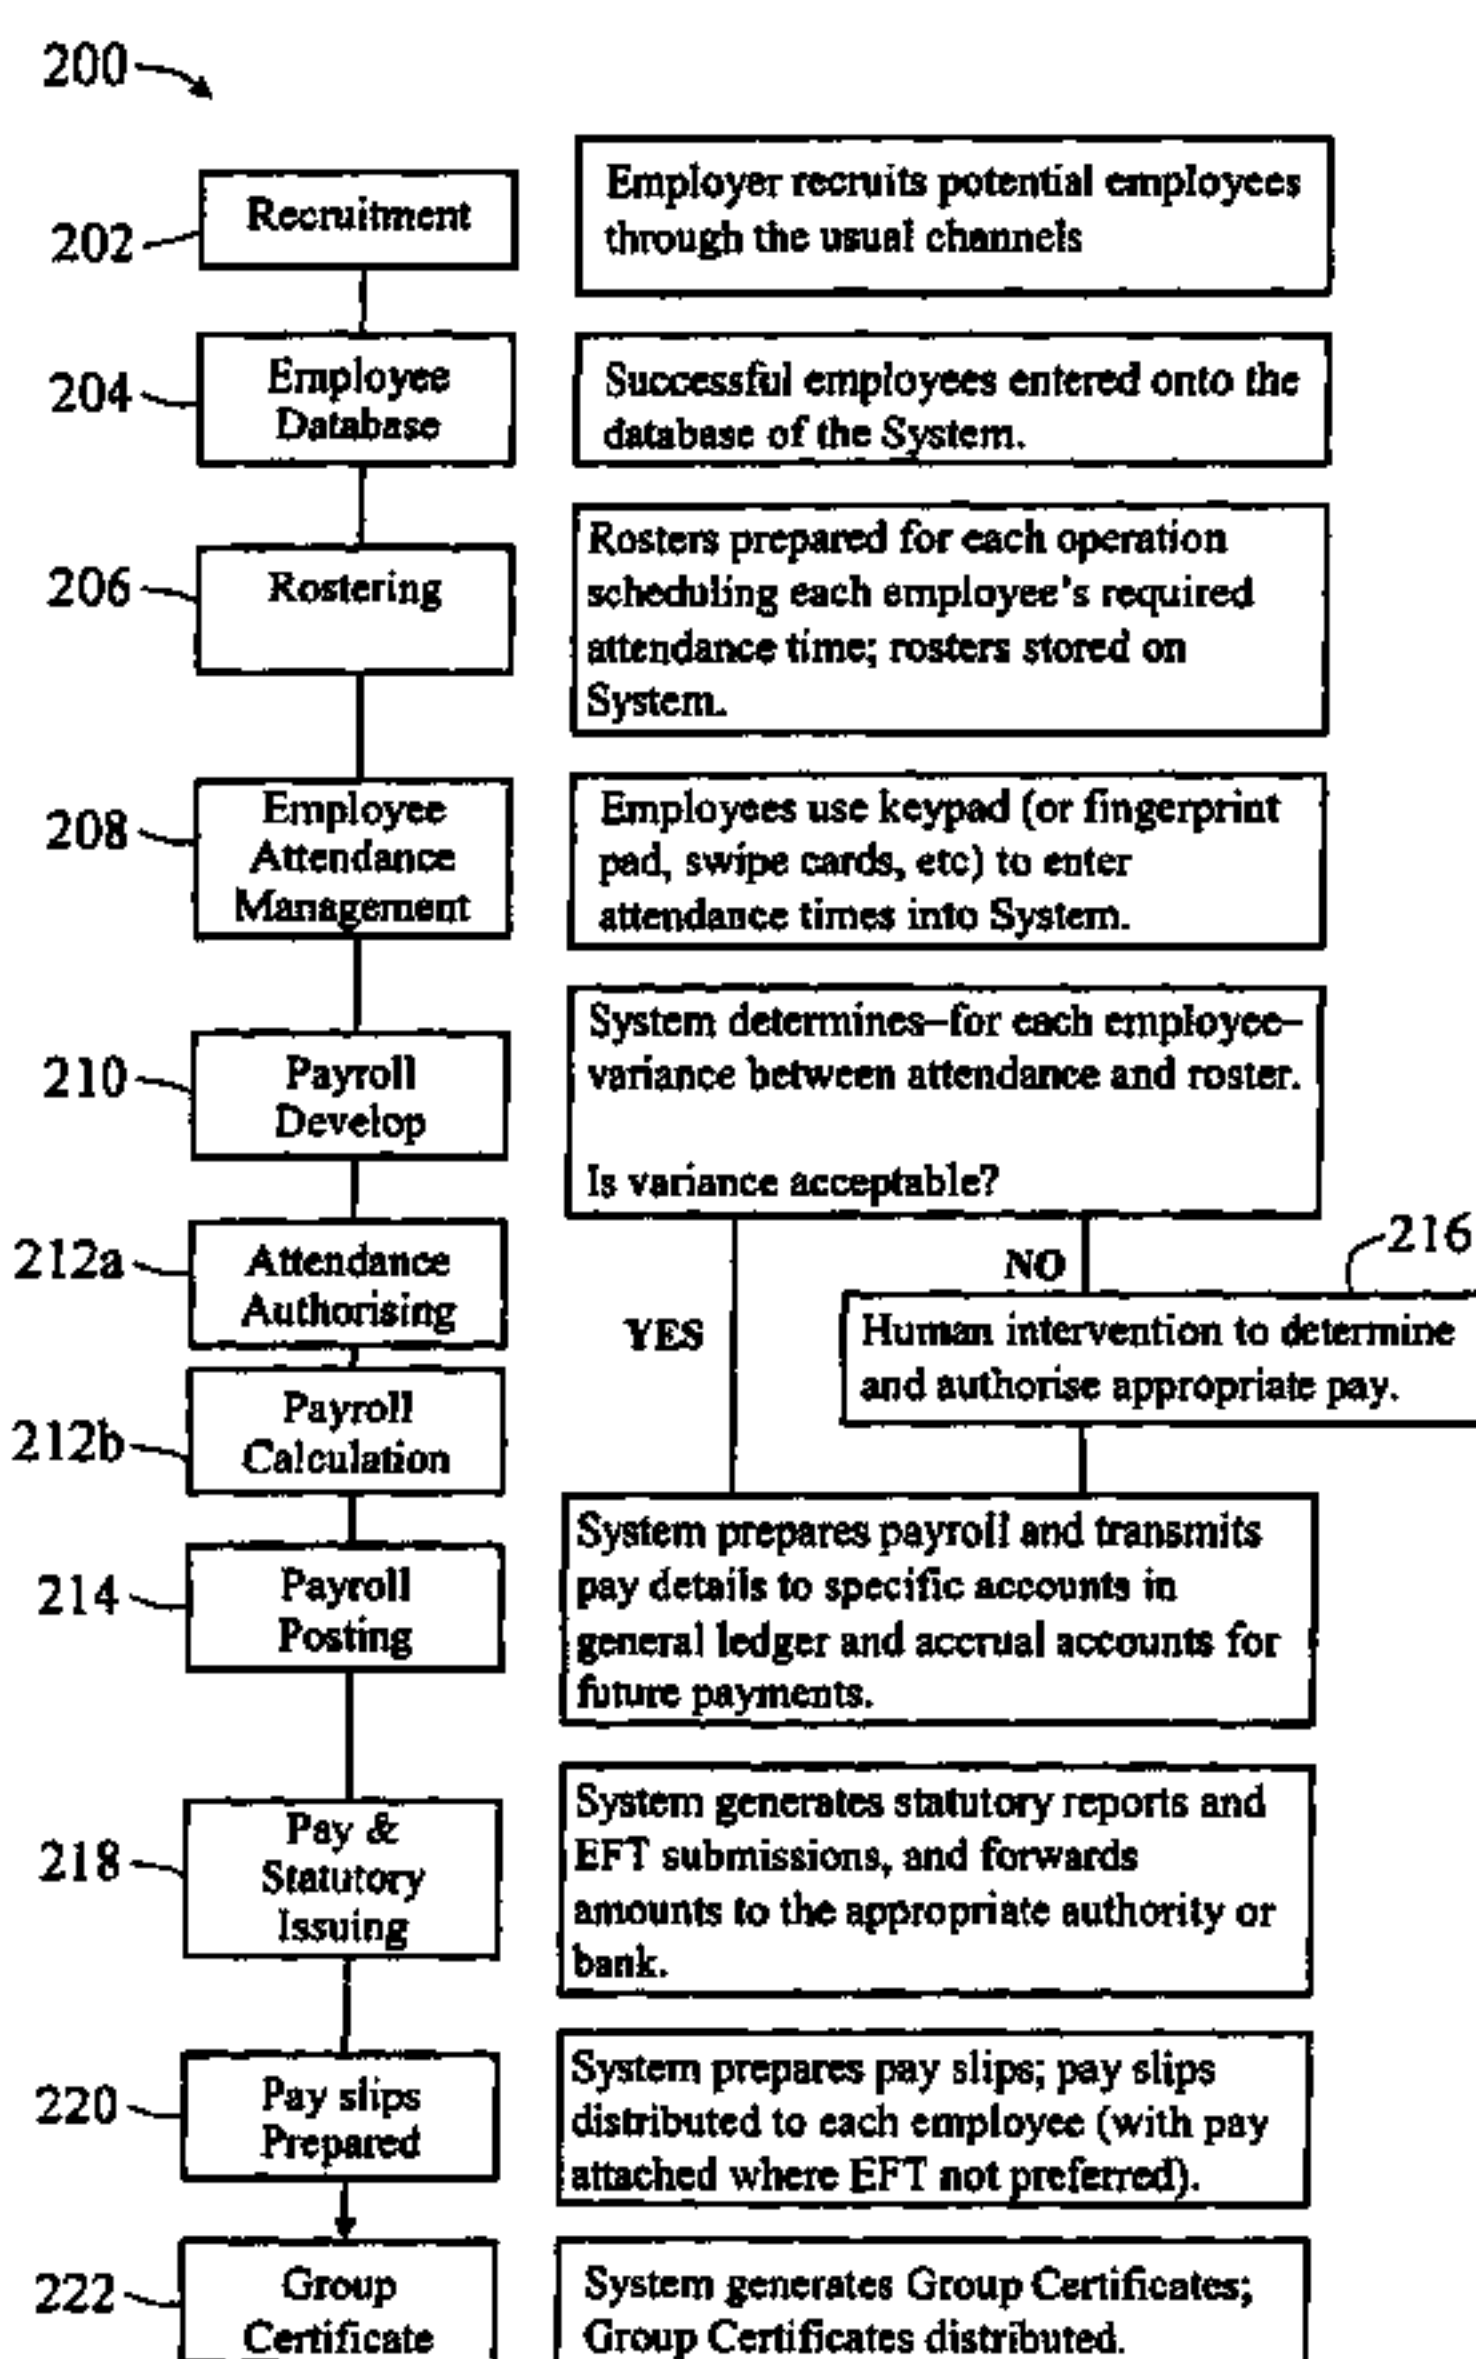 200
202
Recruitment
Employer recruits potential employees
through the usual channels
204
Employee
Database
Successful employees entered onto the
database of the System.
206
Rostering
Rosters prepared for each operation
scheduling each employee's required
attendance time; rosters stored on
System.
208
Employee
Attendance
Management
Employees use keypad (or fingerprint
pad, swipe cards, etc) to enter
attendance times into System.
210
Payroll
Develop
System determines–for each employee–
variance between attendance and roster.
Is variance acceptable?
212a
Attendance
Authorising
YES
NO
216
Human intervention to determine
and authorise appropriate pay.
212b
Payroll
Calculation
214
Payroll
Posting
System prepares payroll and transmits
pay details to specific accounts in
general ledger and accrual accounts for
future payments.
218
Pay &
Statutory
Issuing
System generates statutory reports and
EFT submissions, and forwards
amounts to the appropriate authority or
bank.
220
Pay slips
Prepared
System prepares pay slips; pay slips
distributed to each employee (with pay
attached where EFT not preferred).
222
Group
Certificate
System generates Group Certificates;
Group Certificates distributed.